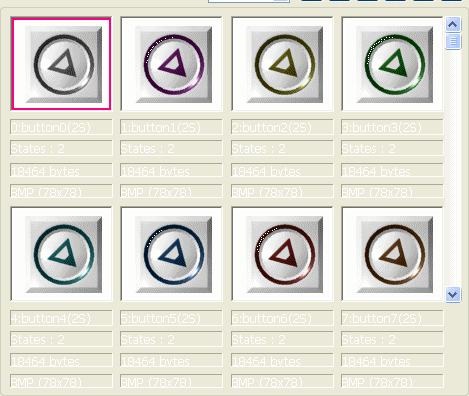 0:button0(2S) 1:button1(2S) 2:button2(2S) 3:button3(2S)
States : 2 States : 2 States : 2 States : 2
18464 bytes 18464 bytes 18464 bytes 18464 bytes
BMP (78x78) BMP (78x78) BMP (78x78) BMP (78x78)
4:button4(2S) 5:button5(2S) 6:button6(2S) 7:button7(2S)
States : 2 States : 2 States : 2 States : 2
18464 bytes 18464 bytes 18464 bytes 18464 bytes
BMP (78x78) BMP (78x78) BMP (78x78) BMP (78x78)